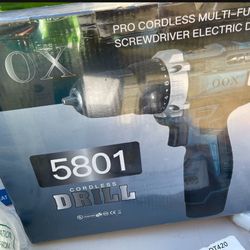 PRO CORDLESS MULTI-FU
SCREWDRIVER ELECTRIC D
OX
5801
CORDLESS
DRILL